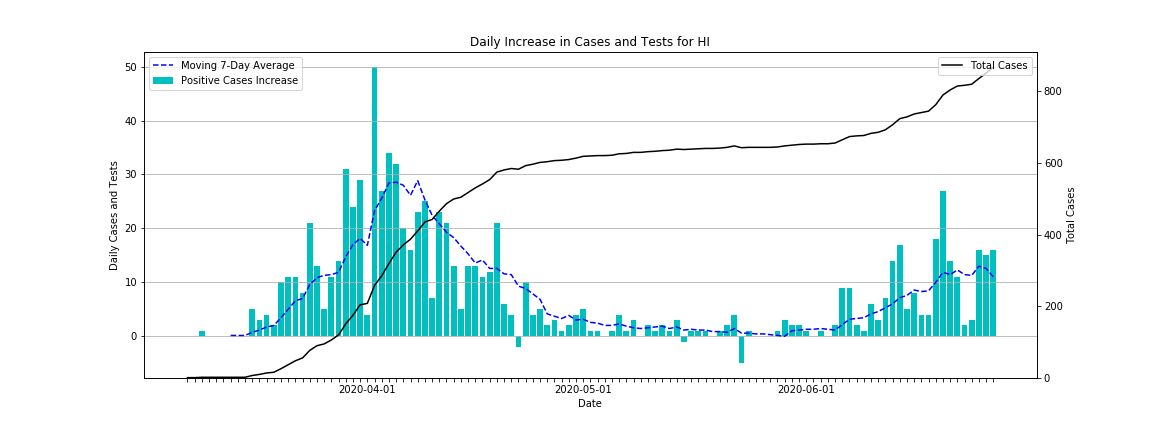 Daily Increase in Cases and Tests for HI
Moving 7-Day Average
Positive Cases Increase
Total Cases
50
40
30
20
10
0
Daily Cases and Tests
800
600
400
200
0
Total Cases
2020-04-01
2020-05-01
2020-06-01
Date